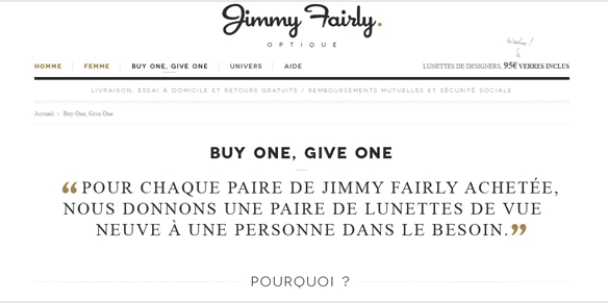 Jimmy Fairly.
OPTIQUE
HOMME FEMME BUY ONE, GIVE ONE UNIVERS AIDE
LUNETTES DE DESIGNERS, 95€ VERRES INCLUS
LIVRAISON, ESSAI À DOMICILE ET RETOURS GRATUITS / REMBOURSEMENTS MUTUELLES ET SÉCURITÉ SOCIALE
Accueil » Buy One, Give One
BUY ONE, GIVE ONE
“POUR CHAQUE PAIRE DE JIMMY FAIRLY ACHETÉE,
NOUS DONNONS UNE PAIRE DE LUNETTES DE VUE
NEUVE À UNE PERSONNE DANS LE BESOIN.”
POURQUOI ?